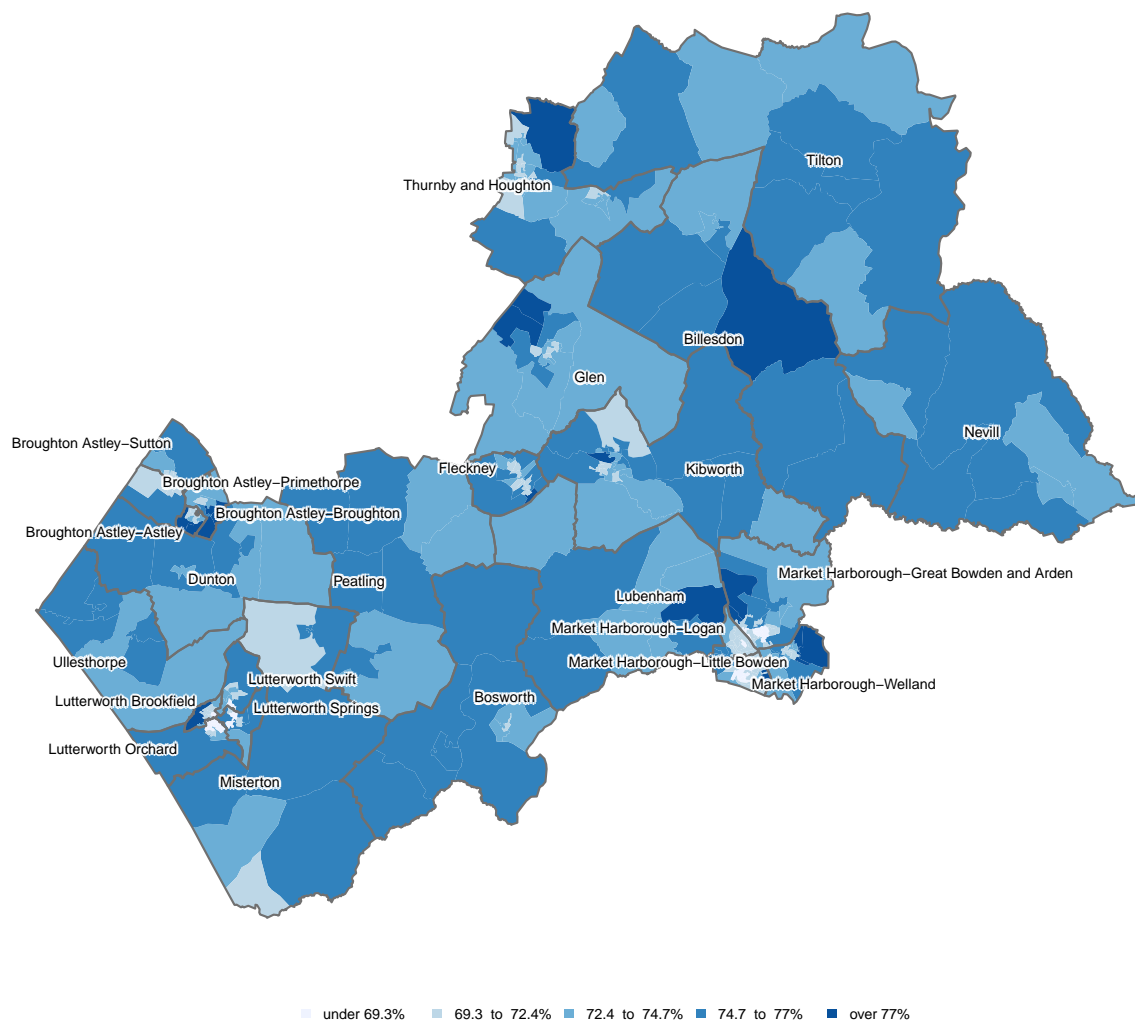 Tilton
Thurnby and Houghton
Billesdon
Glen
Nevill
Broughton Astley−Sutton
Fleckney
Kibworth
Broughton Astley−Primethorpe
Broughton Astley−Broughton
Broughton Astley−Astley
Market Harborough−Great Bowden and Arden
Dunton
Peatling
Lubenham
Market Harborough−Logan
Ullesthorpe
Market Harborough−Little Bowden
Lutterworth Swift
Market Harborough−Welland
Bosworth
Lutterworth Brookfield
Lutterworth Springs
Lutterworth Orchard
Misterton
under 69.3% 69.3 to 72.4% 72.4 to 74.7% 74.7 to 77% over 77%